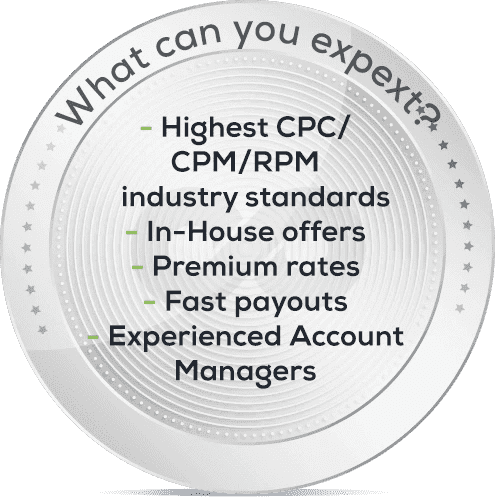 What can you expext?
- Highest CPC/
CPM/RPM
industry standards
- In-House offers
- Premium rates
- Fast payouts
- Experienced Account
Managers